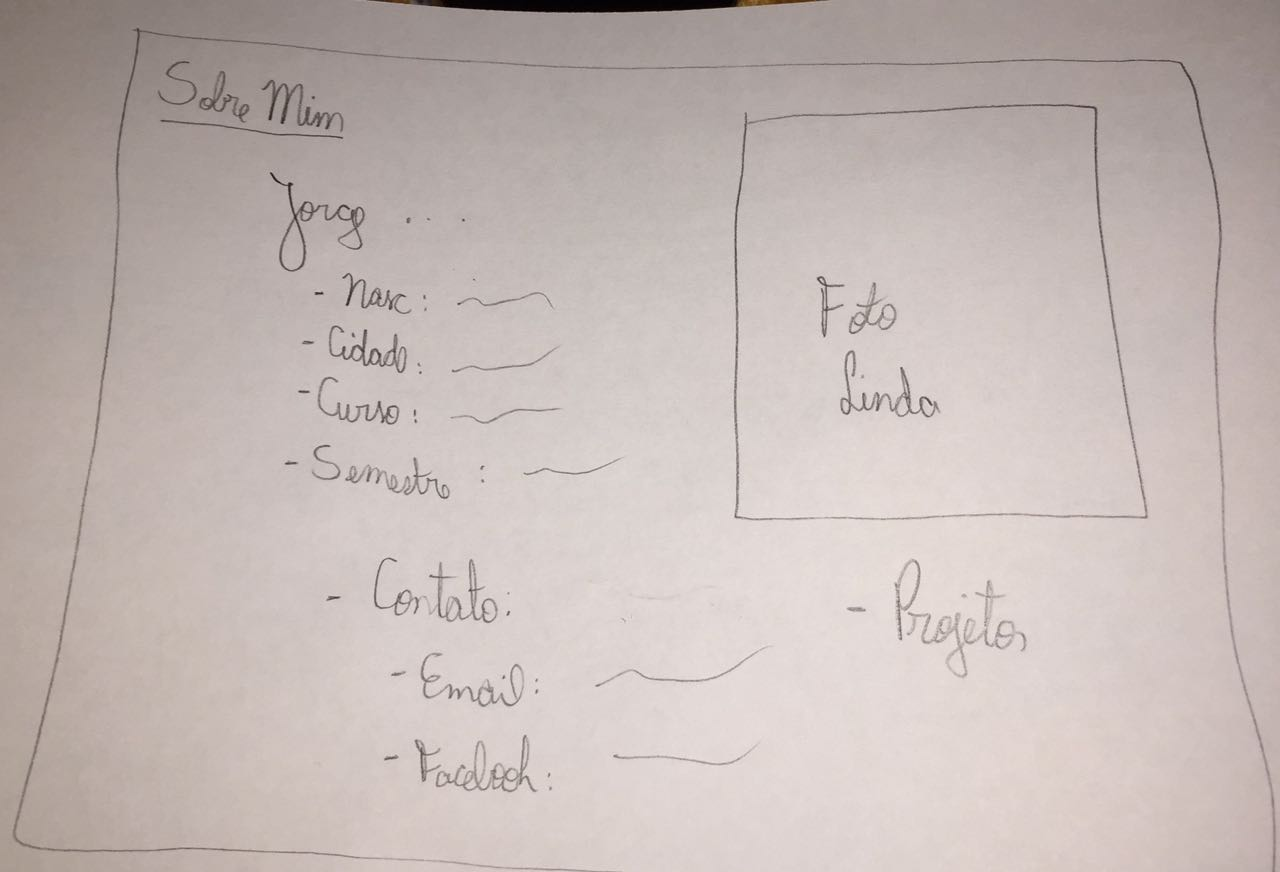 Sobre Mim
Jorge ...
- Nasc:
- Cidade:
- Curso:
- Semestre :
Foto
Linda
- Contato:
- Email:
- Facebook:
- Projetos